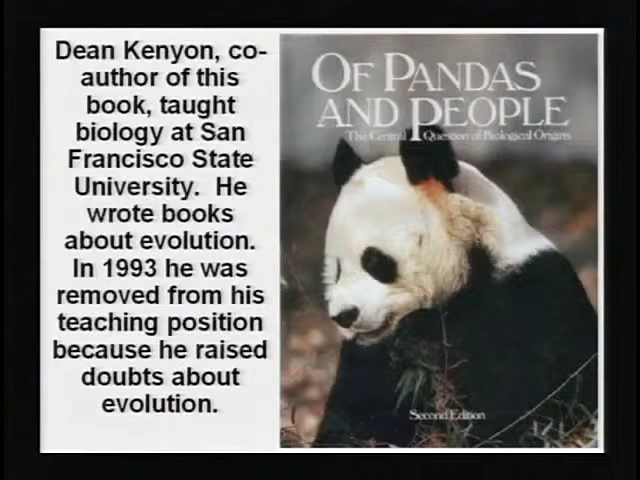 Dean Kenyon, co-
author of this
book, taught
biology at San
Francisco State
University.  He
wrote books
about evolution.
In 1993 he was
removed from his
teaching position
because he raised
doubts about
evolution.
OF PANDAS
AND PEOPLE
The Central Question of Biological Origins
Second Edition